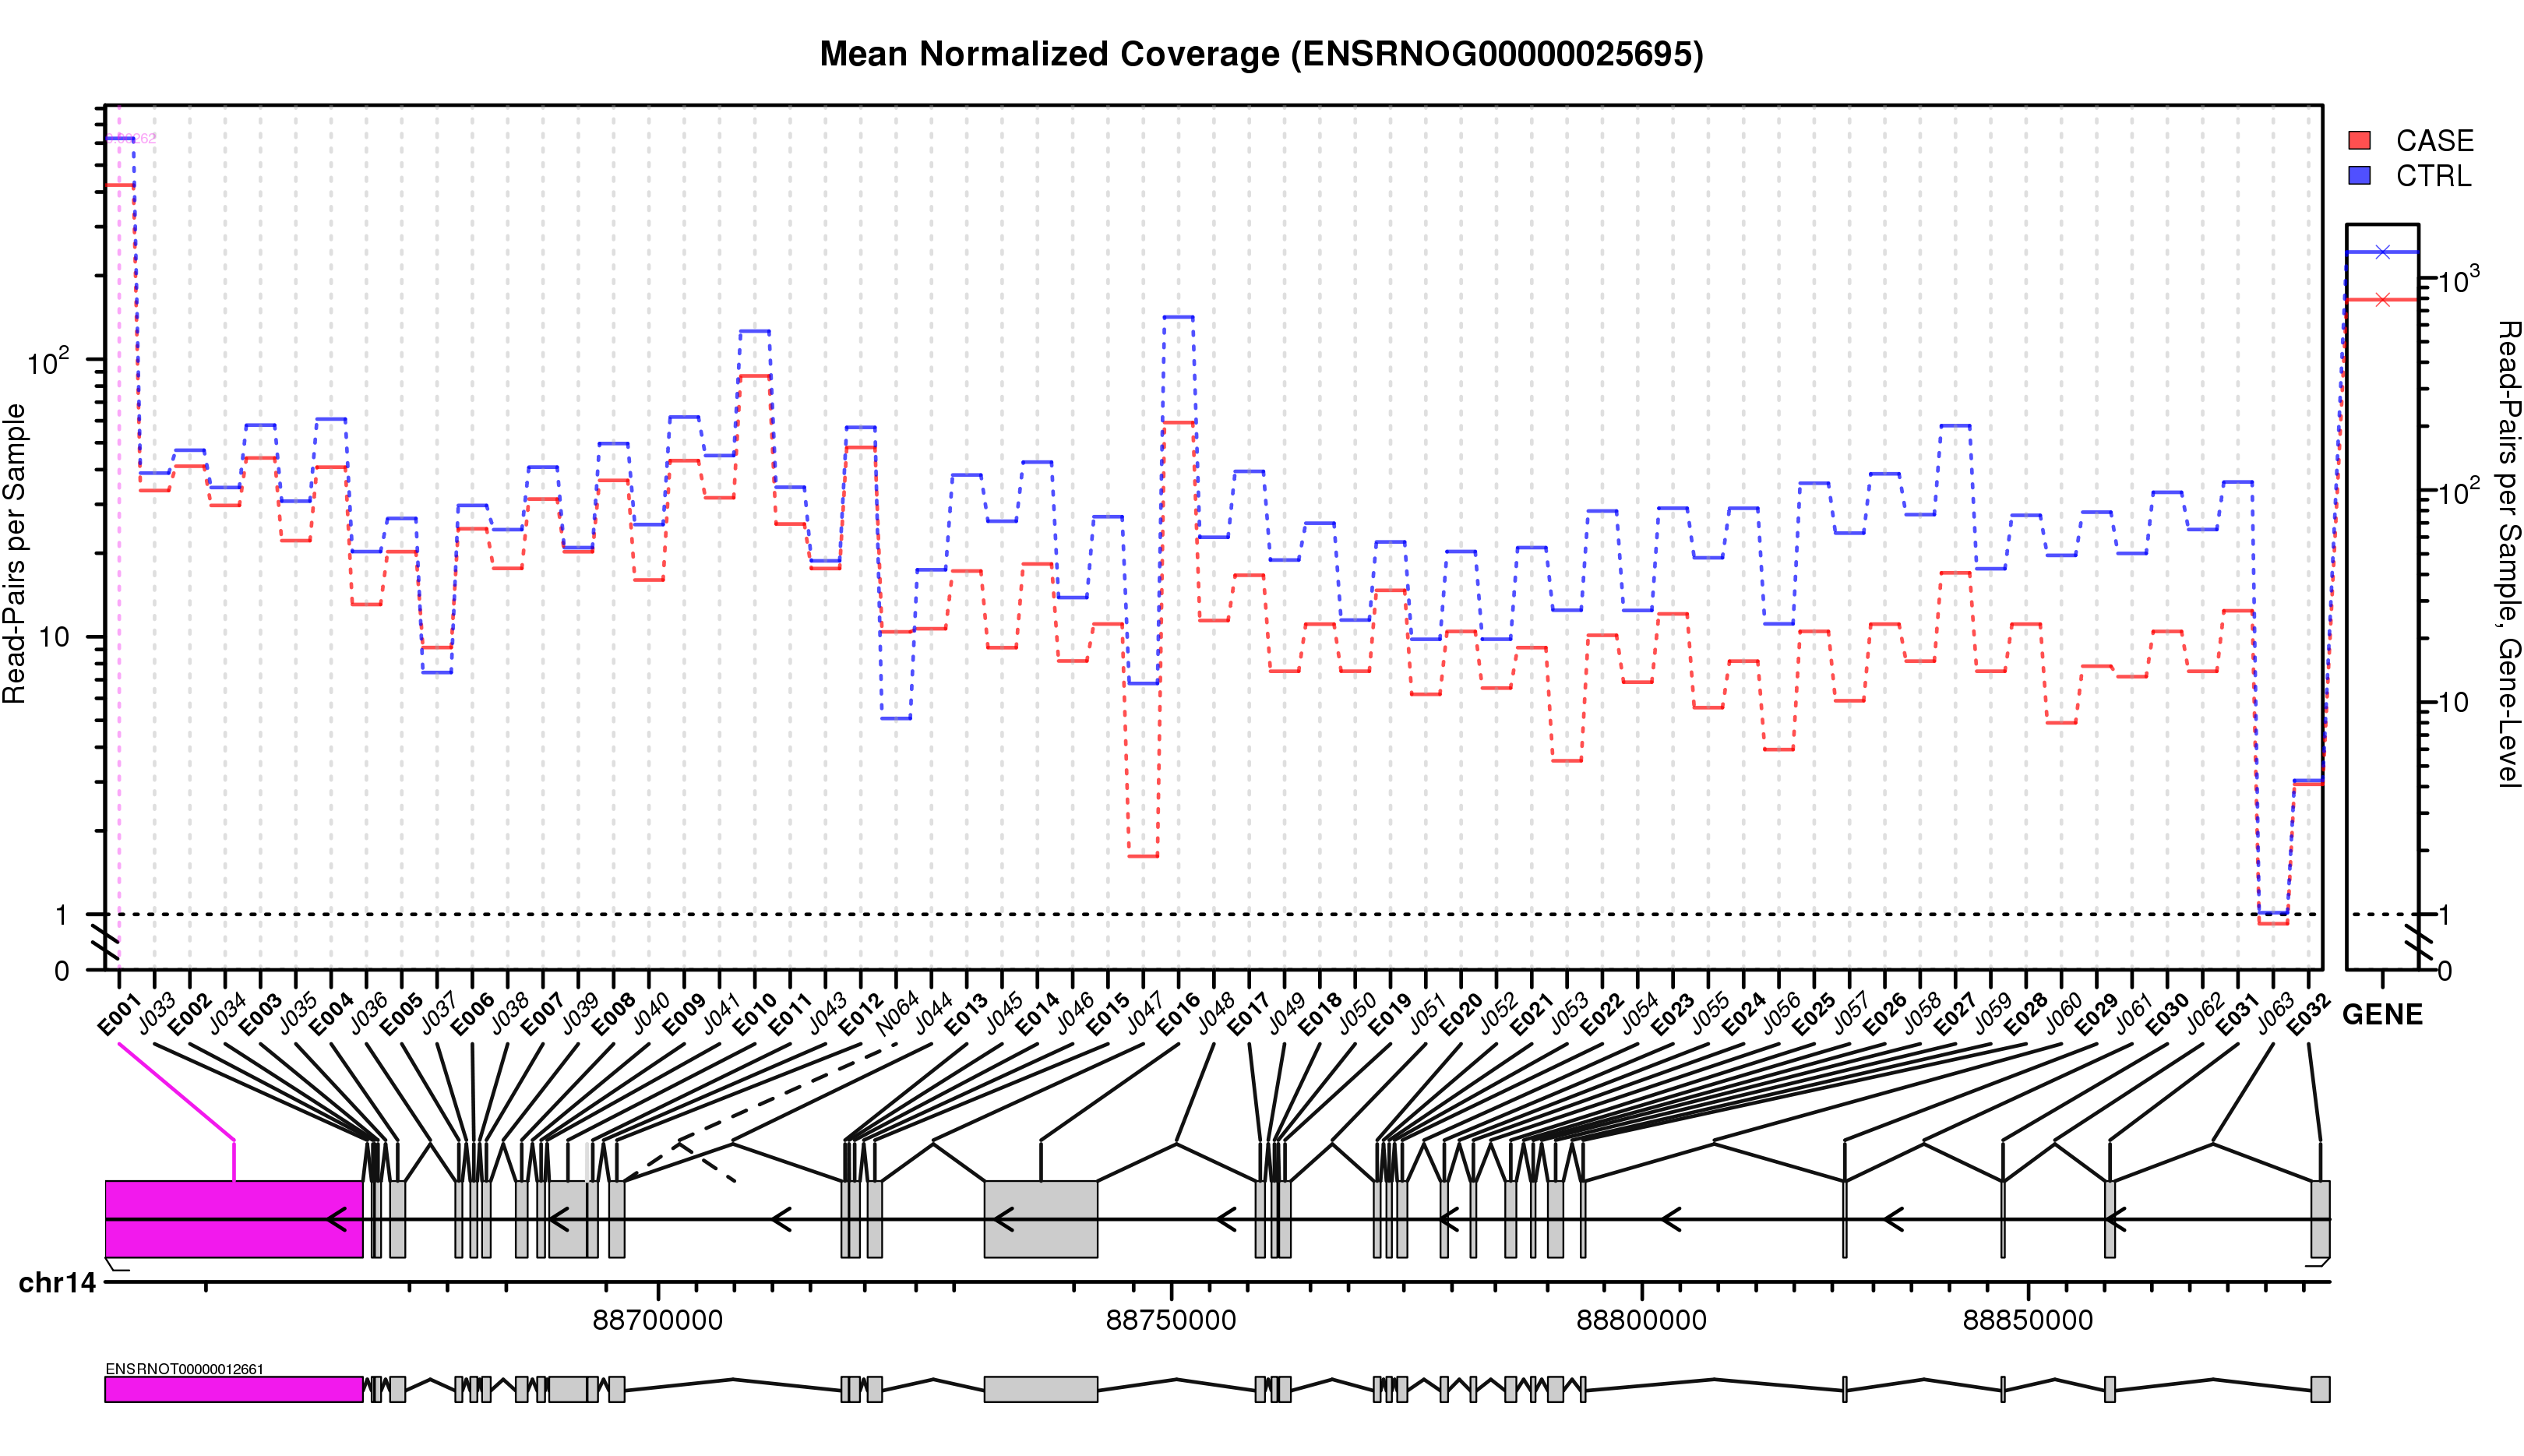 Mean Normalized Coverage (ENSRNOG00000025695)
CASE
CTRL
Read-Pairs per Sample
10²
10
1
0
Read-Pairs per Sample, Gene-Level
10³
10²
10
1
0
E001 J033 E002 J034 E003 J035 E004 J036 E005 J037 E006 J038 E007 J039 E008 J040 E009 J041 E010 E011 J043 E012 N064 J044 E013 J045 E014 J046 E015 J047 E016 J048 E017 J049 E018 J050 E019 J051 E020 J052 E021 J053 E022 J054 E023 J055 E024 J056 E025 J057 E026 J058 E027 J059 E028 J060 E029 J061 E030 J062 E031 J063 E032 GENE
chr14
88700000 88750000 88800000 88850000
ENSRNOT00000012661